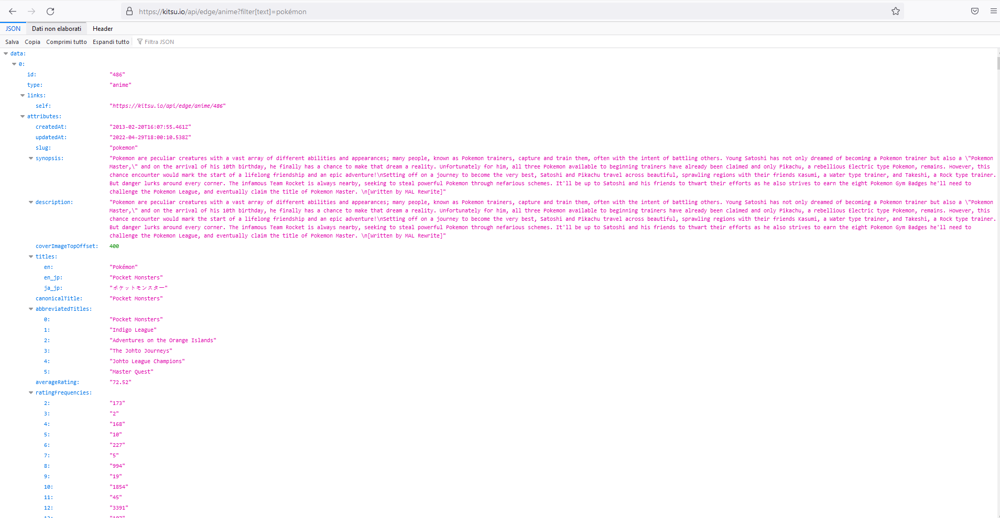 https://kitsu.io/api/edge/anime?filter[text]=pokémon
JSON Dati non elaborati Header
Salva Copia Comprimi tutto Espandi tutto Filtra JSON
data:
0:
id: "486"
type: "anime"
links:
self: "https://kitsu.io/api/edge/anime/486"
attributes:
createdAt: "2013-02-20T16:07:55.461Z"
updatedAt: "2022-04-29T18:00:10.538Z"
slug: "pokemon"
synopsis: "Pokemon are peculiar creatures with a vast array of different abilities and appearances; many people, known as Pokemon trainers, capture and train them, often with the intent of battling others. Young Satoshi has not only dreamed of becoming a Pokemon trainer but also a \"Pokemon
Master,\" and on the arrival of his 10th birthday, he finally has a chance to make that dream a reality. Unfortunately for him, all three Pokemon available to beginning trainers have already been claimed and only Pikachu, a rebellious Electric type Pokemon, remains. However, this
chance encounter would mark the start of a lifelong friendship and an epic adventure!\nSetting off on a journey to become the very best, Satoshi and Pikachu travel across beautiful, sprawling regions with their friends Kasumi, a Water type trainer, and Takeshi, a Rock type trainer.
But danger lurks around every corner. The infamous Team Rocket is always nearby, seeking to steal powerful Pokemon through nefarious schemes. It'll be up to Satoshi and his friends to thwart their efforts as he also strives to earn the eight Pokemon Gym Badges he'll need to
challenge the Pokemon League, and eventually claim the title of Pokemon Master. \n[Written by MAL Rewrite]"
description: "Pokemon are peculiar creatures with a vast array of different abilities and appearances; many people, known as Pokemon trainers, capture and train them, often with the intent of battling others. Young Satoshi has not only dreamed of becoming a Pokemon trainer but also a \"Pokemon
Master,\" and on the arrival of his 10th birthday, he finally has a chance to make that dream a reality. Unfortunately for him, all three Pokemon available to beginning trainers have already been claimed and only Pikachu, a rebellious Electric type Pokemon, remains. However, this
chance encounter would mark the start of a lifelong friendship and an epic adventure!\nSetting off on a journey to become the very best, Satoshi and Pikachu travel across beautiful, sprawling regions with their friends Kasumi, a Water type trainer, and Takeshi, a Rock type trainer.
But danger lurks around every corner. The infamous Team Rocket is always nearby, seeking to steal powerful Pokemon through nefarious schemes. It'll be up to Satoshi and his friends to thwart their efforts as he also strives to earn the eight Pokemon Gym Badges he'll need to
challenge the Pokemon League, and eventually claim the title of Pokemon Master. \n[Written by MAL Rewrite]"
coverImageTopOffset: 400
titles:
en: "Pokémon"
en_jp: "Pocket Monsters"
ja_jp: "ポケットモンスター"
canonicalTitle: "Pocket Monsters"
abbreviatedTitles:
0: "Pocket Monsters"
1: "Indigo League"
2: "Adventures on the Orange Islands"
3: "The Johto Journeys"
4: "Johto League Champions"
5: "Master Quest"
averageRating: "72.52"
ratingFrequencies:
2: "173"
3: "2"
4: "168"
5: "10"
6: "227"
7: "5"
8: "994"
9: "19"
10: "1854"
11: "45"
12: "3391"